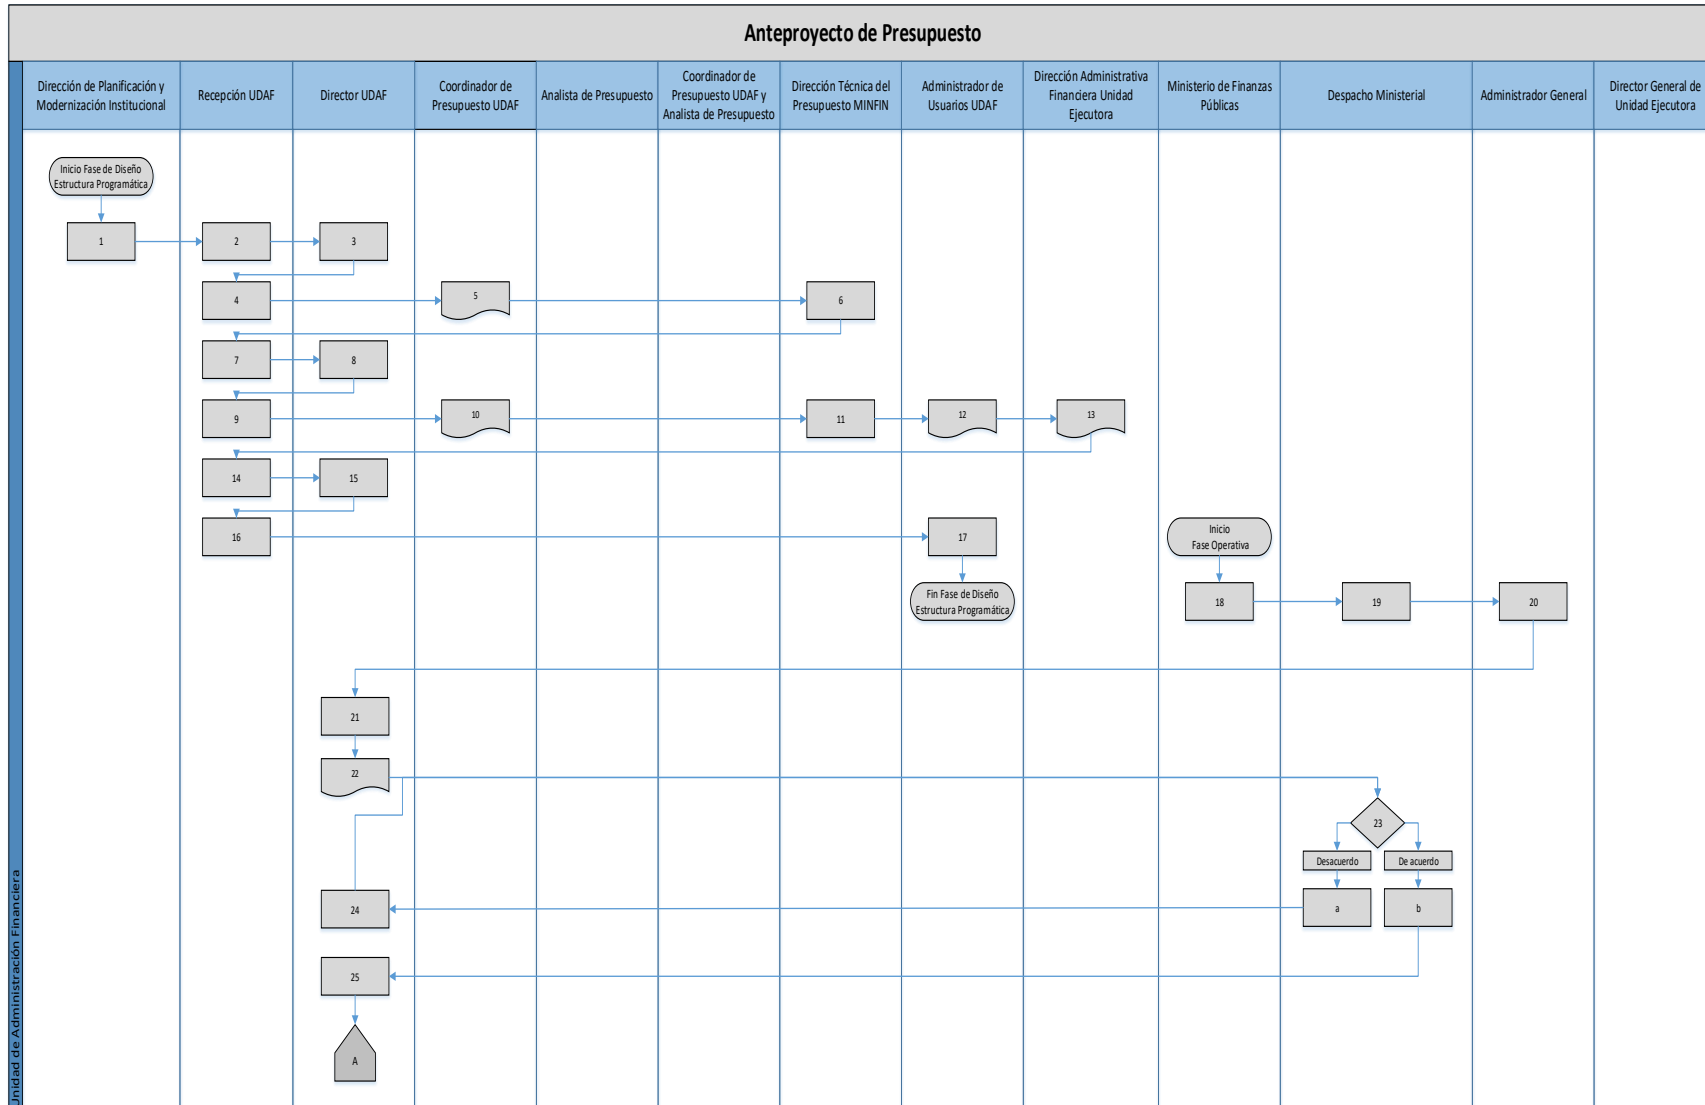 Anteproyecto de Presupuesto
Dirección de Planificación y
Modernización Institucional
Recepción UDAF
Director UDAF
Coordinador de
Presupuesto UDAF
Analista de Presupuesto
Coordinador de
Presupuesto UDAF y
Analista de Presupuesto
Dirección Técnica del
Presupuesto MINFIN
Administrador de
Usuarios UDAF
Dirección Administrativa
Financiera Unidad
Ejecutora
Ministerio de Finanzas
Públicas
Despacho Ministerial
Administrador General
Director General de
Unidad Ejecutora
Unidad de Administración Financiera
Inicio Fase de Diseño
Estructura Programática
1
2
3
4
5
6
7
8
9
10
11
12
13
14
15
16
17
Inicio
Fase Operativa
Fin Fase de Diseño
Estructura Programática
18
19
20
21
22
23
Desacuerdo
De acuerdo
24
a
b
25
A